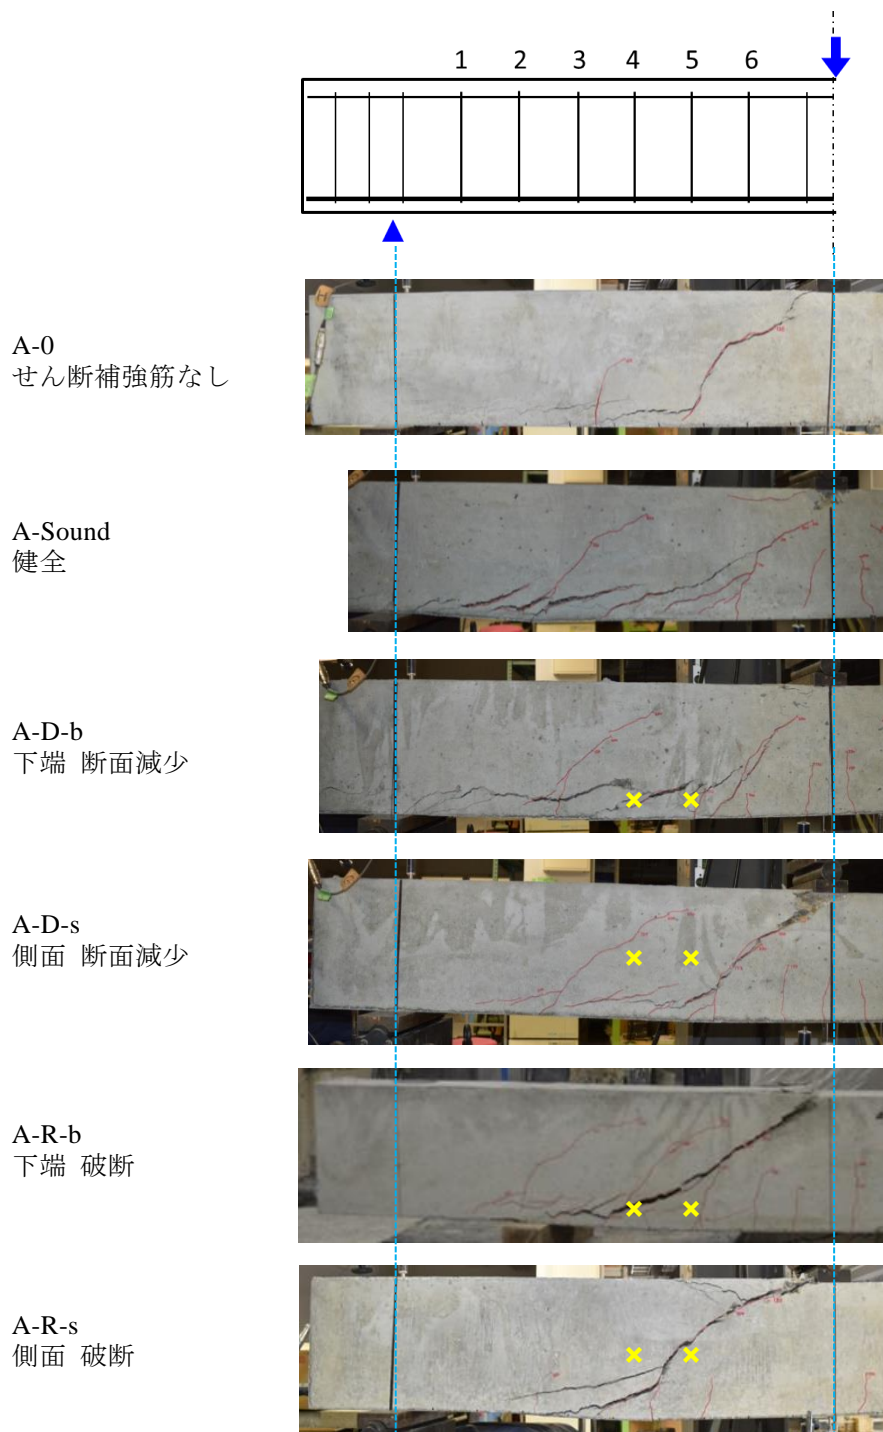 1 2 3 4 5 6
A-0
せん断補強筋なし
A-Sound
健全
A-D-b
下端 断面減少
A-D-s
側面 断面減少
A-R-b
下端 破断
A-R-s
側面 破断